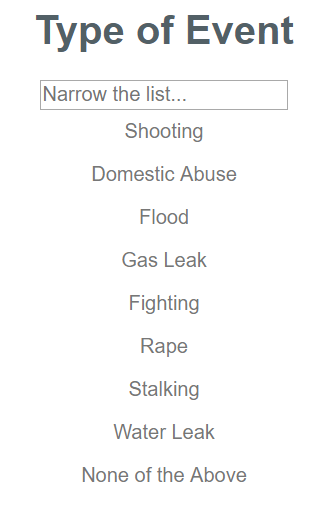 Type of Event
Narrow the list...
Shooting
Domestic Abuse
Flood
Gas Leak
Fighting
Rape
Stalking
Water Leak
None of the Above